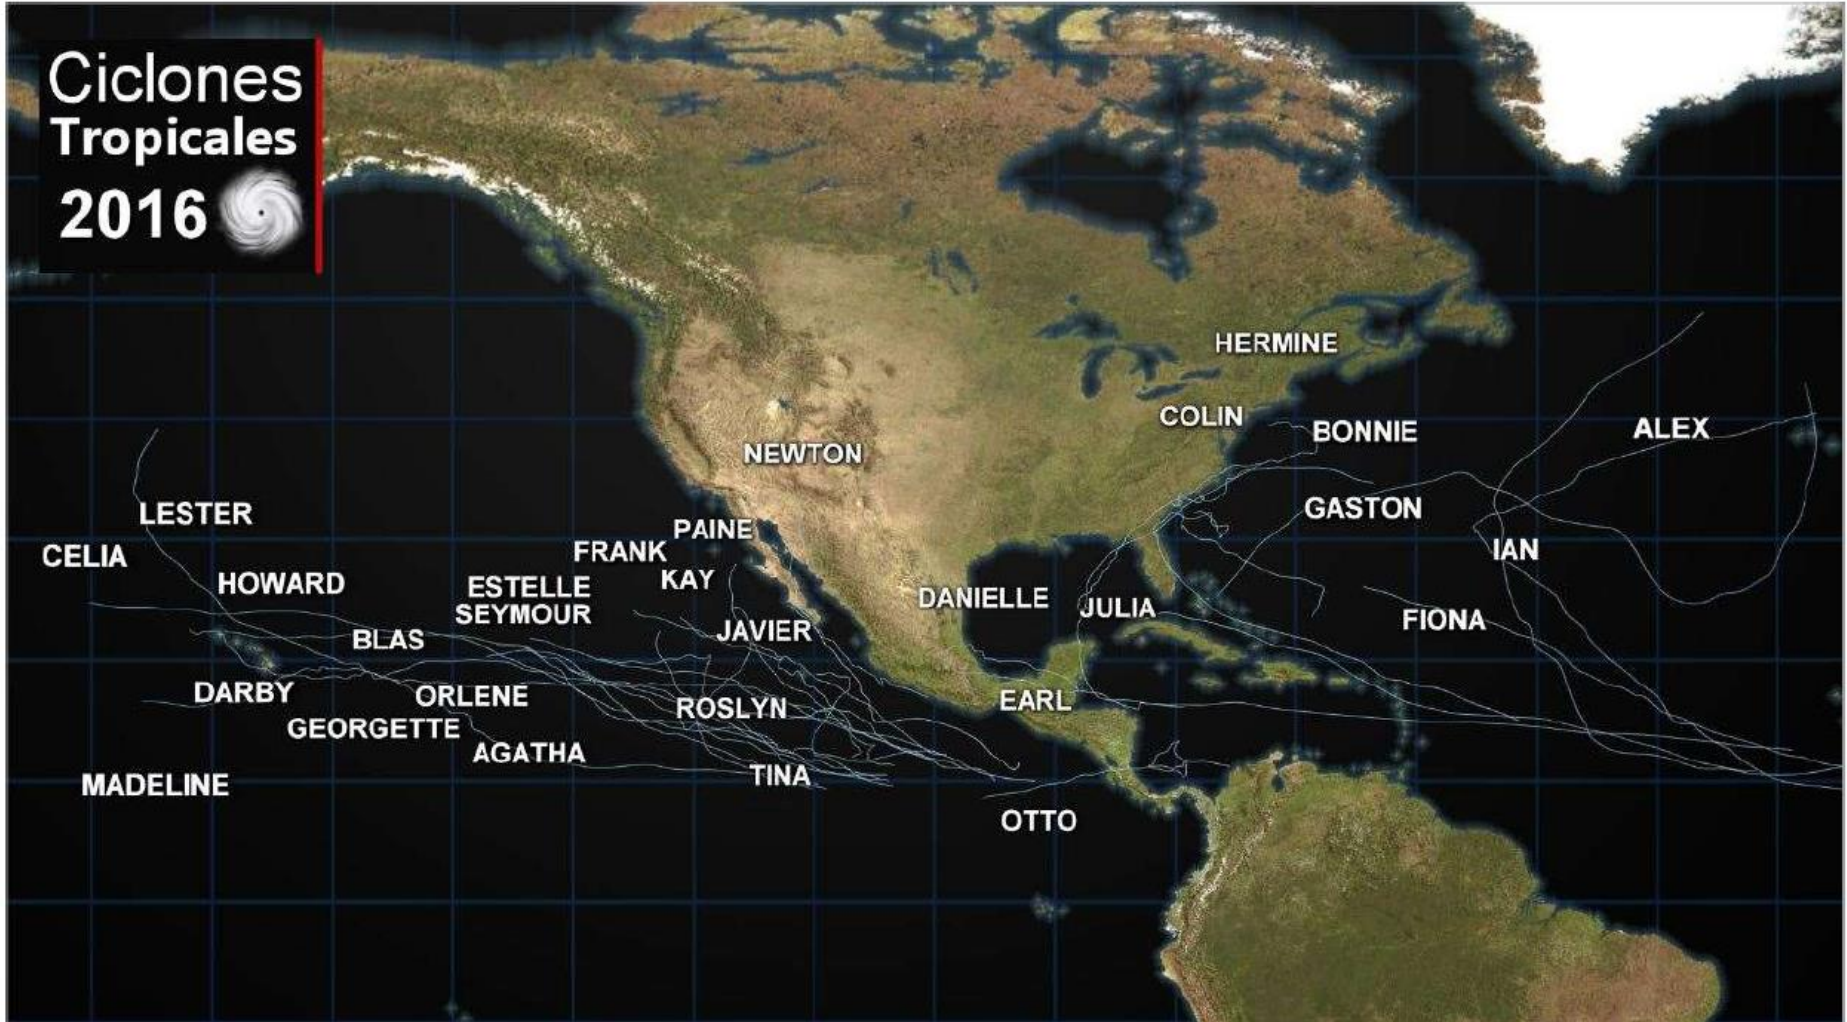 Ciclones
Tropicales
2016
HERMINE
COLIN
BONNIE
ALEX
NEWTON
LESTER
GASTON
PAINE
FRANK
IAN
CELIA
KAY
HOWARD
ESTELLE
DANIELLE
JULIA
SEYMOUR
FIONA
JAVIER
BLAS
DARBY
ORLENE
EARL
ROSLYN
GEORGETTE
AGATHA
TINA
MADELINE
OTTO